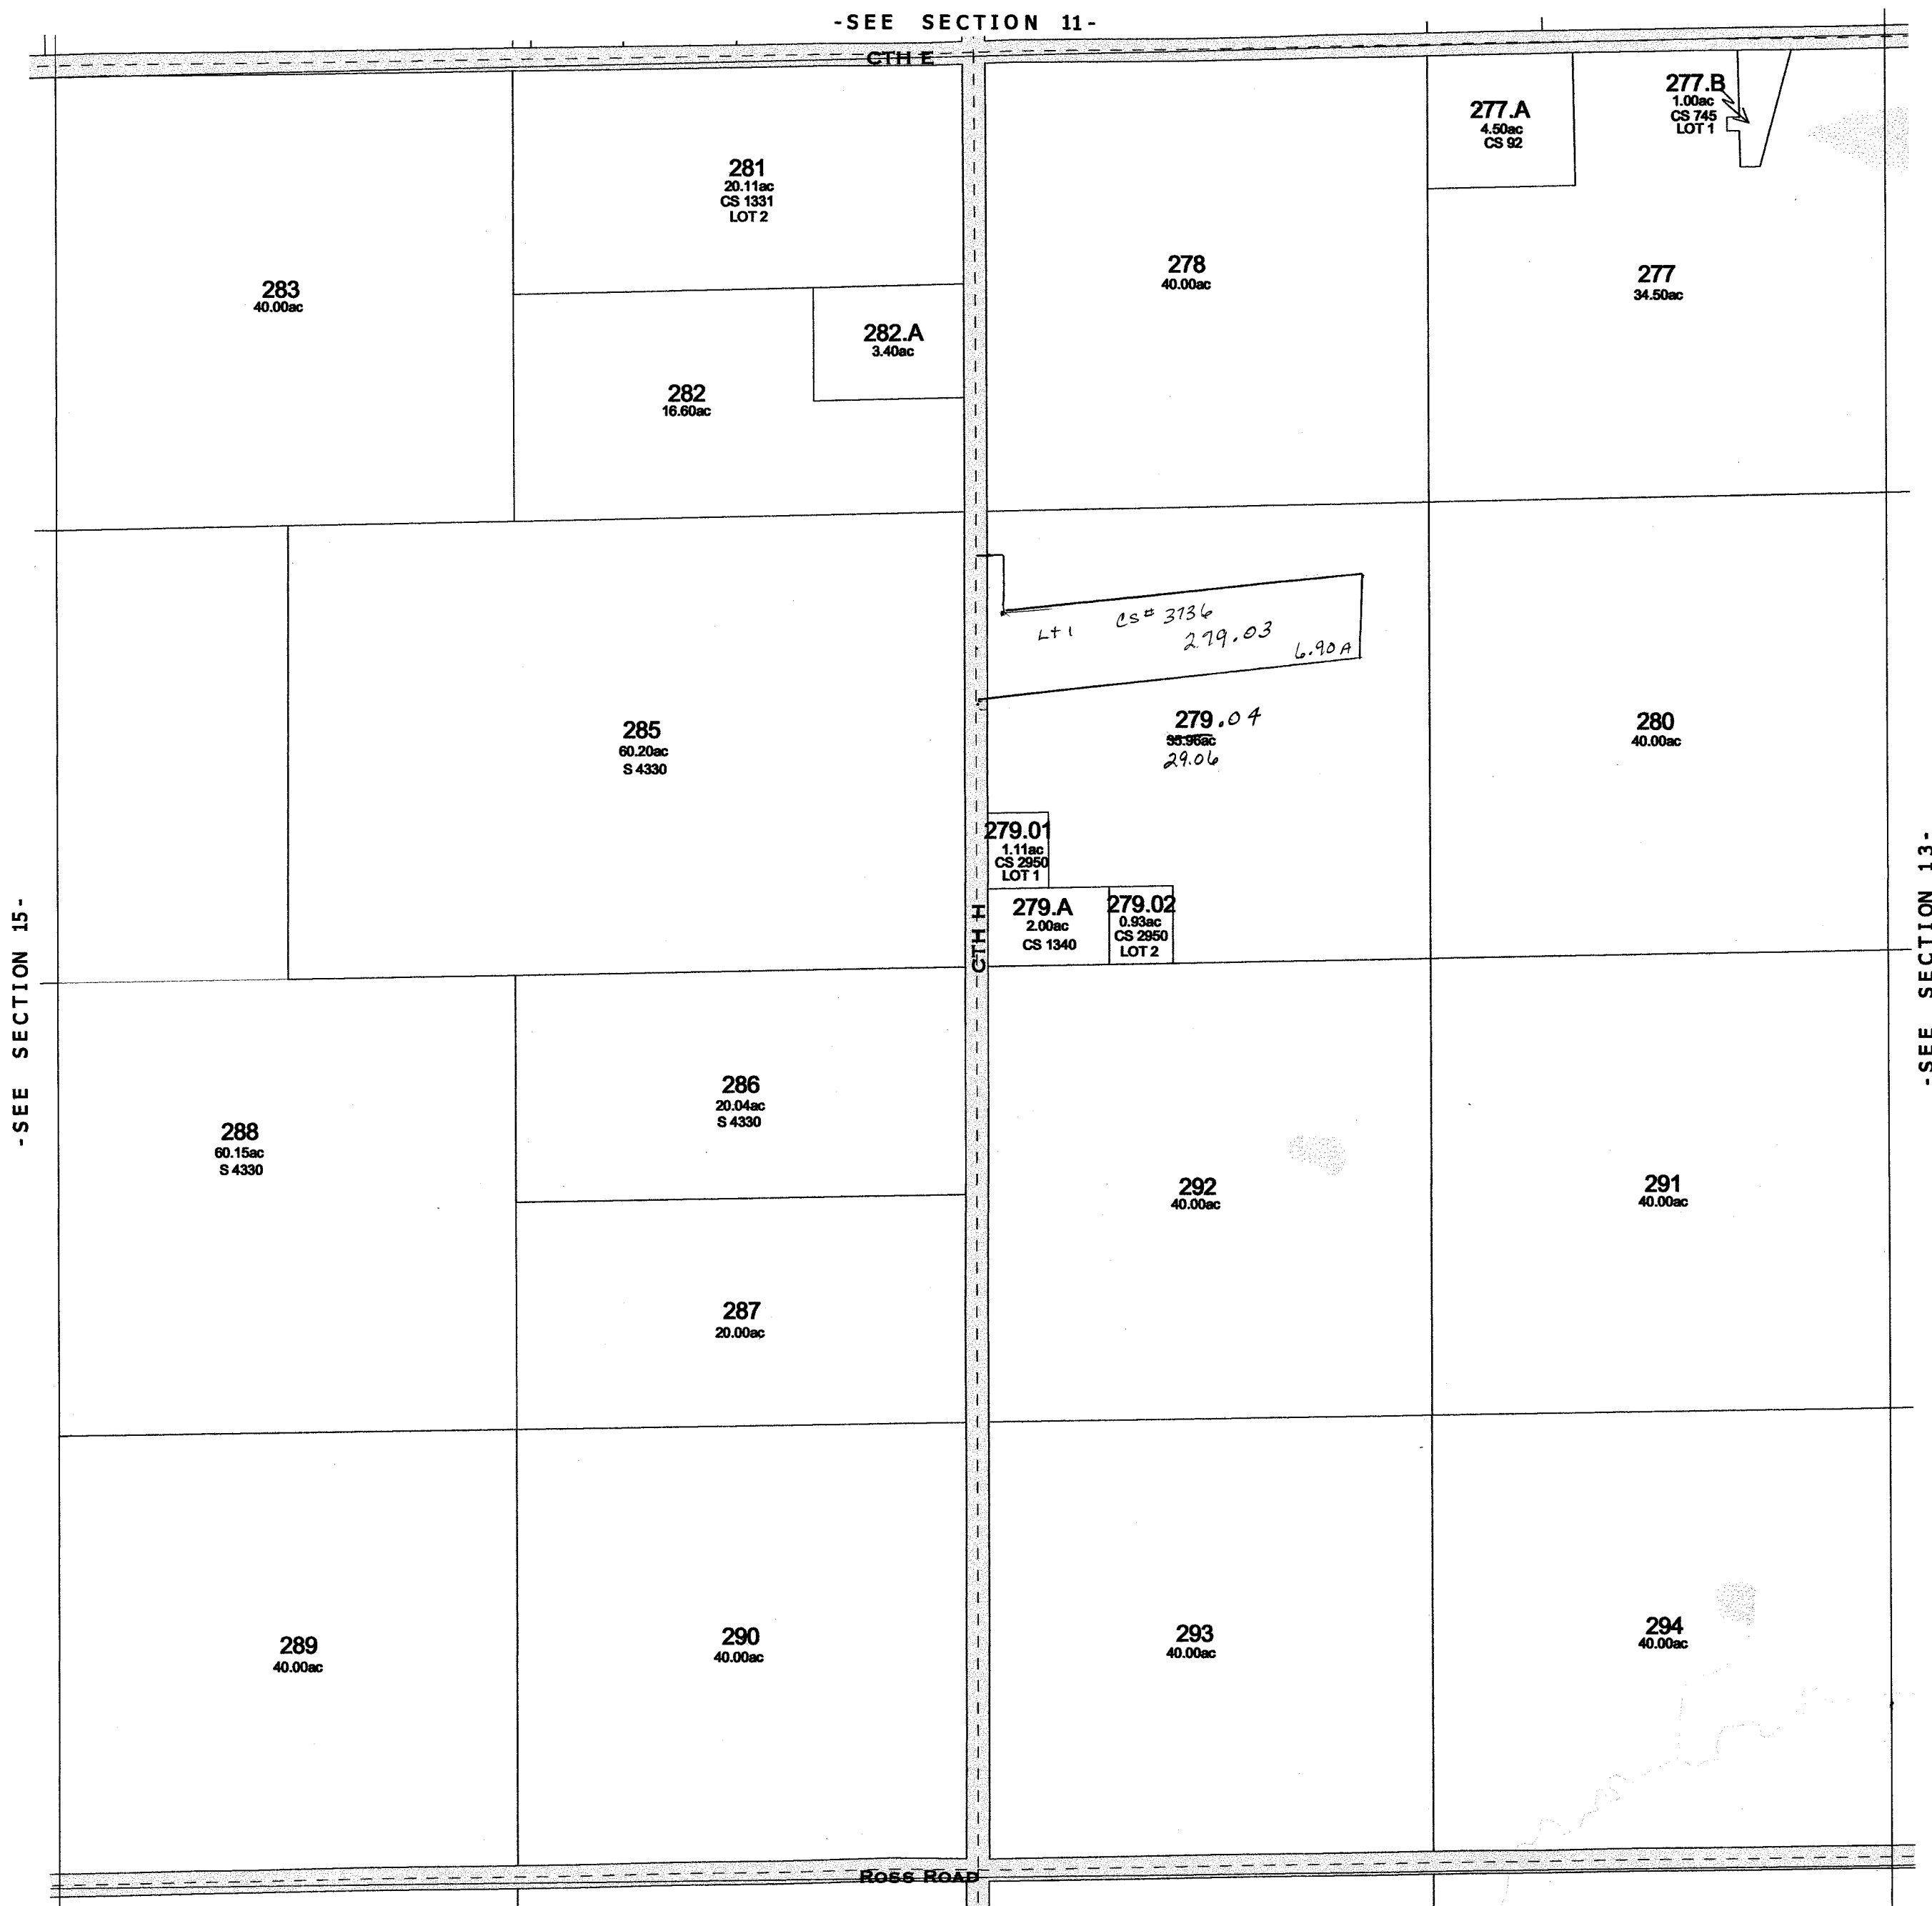 -SEE SECTION 11-
CTH E
277.A
4.50ac
CS 92
277.B
1.00ac
CS 745
LOT 1
281
20.11ac
CS 1331
LOT 2
283
40.00ac
278
40.00ac
277
34.50ac
282.A
3.40ac
282
16.60ac
Lt 1 CS# 3736
279.03
6.90 A
285
60.20ac
S 4330
279.04
35.96ac
29.06
280
40.00ac
279.01
1.11ac
CS 2950
LOT 1
279.A
2.00ac
CS 1340
279.02
0.93ac
CS 2950
LOT 2
CTH H
-SEE SECTION 15-
-SEE SECTION 13-
288
60.15ac
S 4330
286
20.04ac
S 4330
292
40.00ac
291
40.00ac
287
20.00ac
289
40.00ac
290
40.00ac
293
40.00ac
294
40.00ac
ROSS ROAD